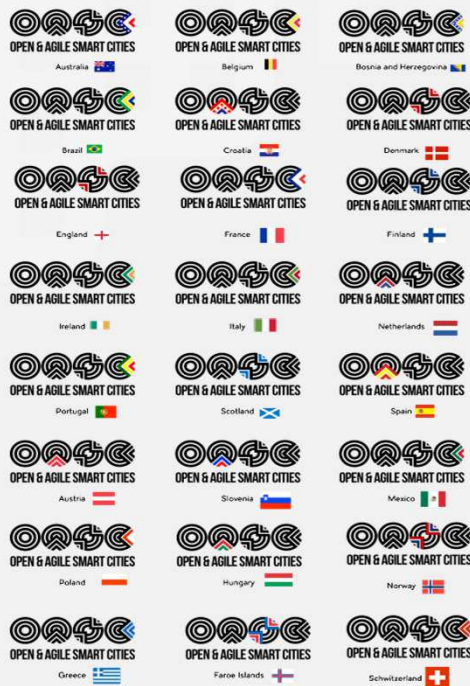 OPEN & AGILE SMART CITIES
OPEN & AGILE SMART CITIES
OPEN & AGILE SMART CITIES
Australia
Belgium
Bosnia and Herzegovina
OPEN & AGILE SMART CITIES
OPEN & AGILE SMART CITIES
OPEN & AGILE SMART CITIES
Brazil
Croatia
Denmark
OPEN & AGILE SMART CITIES
OPEN & AGILE SMART CITIES
OPEN & AGILE SMART CITIES
England
France
Finland
OPEN & AGILE SMART CITIES
OPEN & AGILE SMART CITIES
OPEN & AGILE SMART CITIES
Ireland
Italy
Netherlands
OPEN & AGILE SMART CITIES
OPEN & AGILE SMART CITIES
OPEN & AGILE SMART CITIES
Portugal
Scotland
Spain
OPEN & AGILE SMART CITIES
OPEN & AGILE SMART CITIES
OPEN & AGILE SMART CITIES
Austria
Slovenia
Mexico
OPEN & AGILE SMART CITIES
OPEN & AGILE SMART CITIES
OPEN & AGILE SMART CITIES
Poland
Hungary
Norway
OPEN & AGILE SMART CITIES
OPEN & AGILE SMART CITIES
OPEN & AGILE SMART CITIES
Greece
Faroe Islands
Schwitzerland